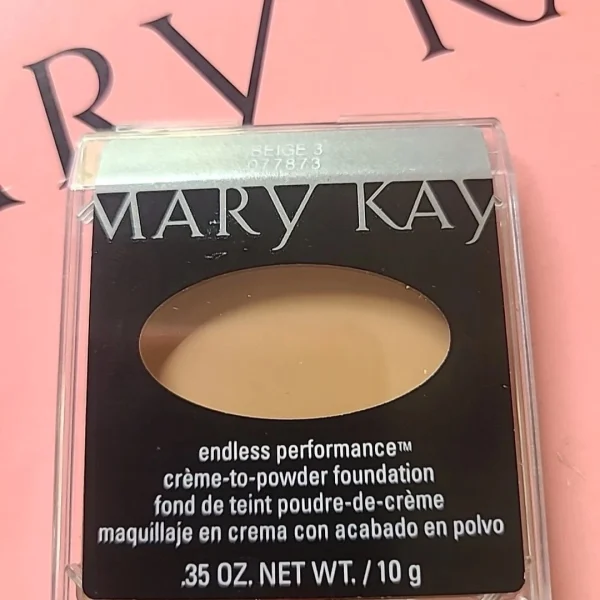 RY K
BEIGE 3
077873
MARY KAY
endless performance™
crème-to-powder foundation
fond de teint poudre-de-crème
maquillaje en crema con acabado en polvo
.35 OZ. NET WT. / 10 g